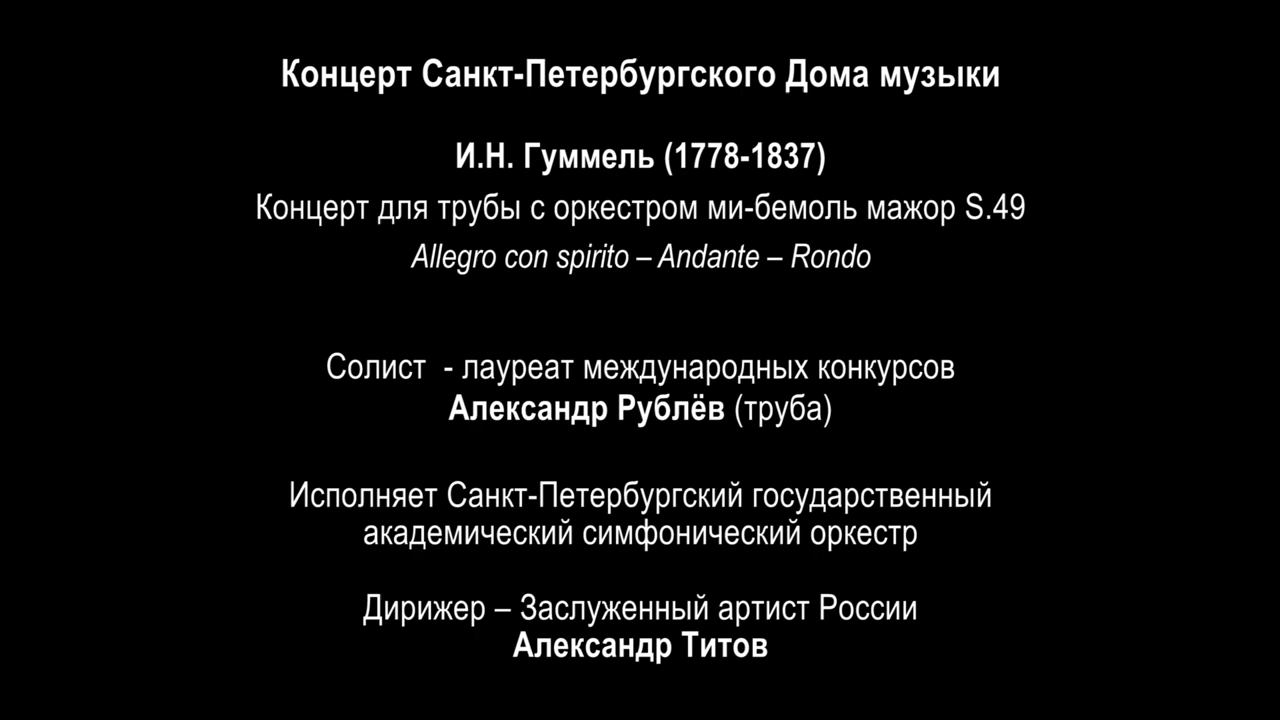 Концерт Санкт-Петербургского Дома музыки
И.Н. Гуммель (1778-1837)
Концерт для трубы с оркестром ми-бемоль мажор S.49
Allegro con spirito – Andante – Rondo
Солист - лауреат международных конкурсов
Александр Рублёв (труба)
Исполняет Санкт-Петербургский государственный
академический симфонический оркестр
Дирижер – Заслуженный артист России
Александр Титов